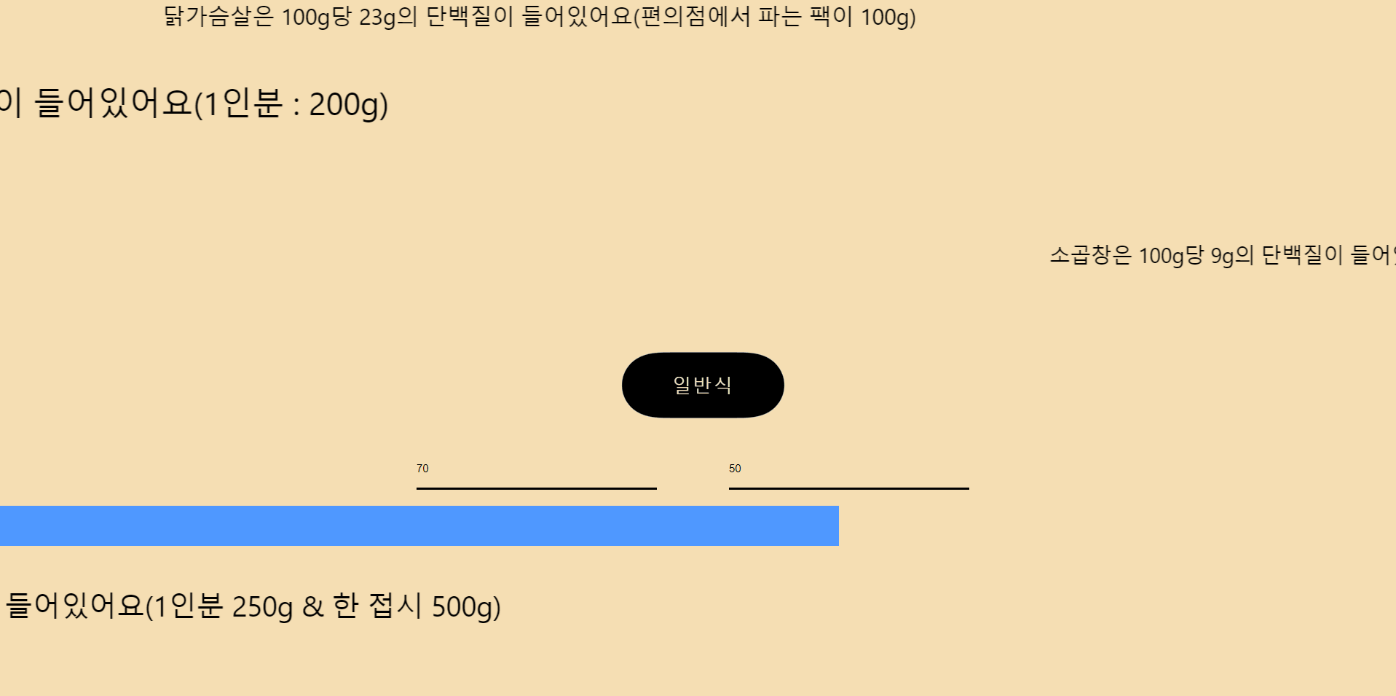 닭가슴살은 100g당 23g의 단백질이 들어있어요(편의점에서 파는 팩이 100g)
이 들어있어요(1인분 : 200g)
소곱창은 100g당 9g의 단백질이 들어
일반식
70
50
들어있어요(1인분 250g & 한 접시 500g)